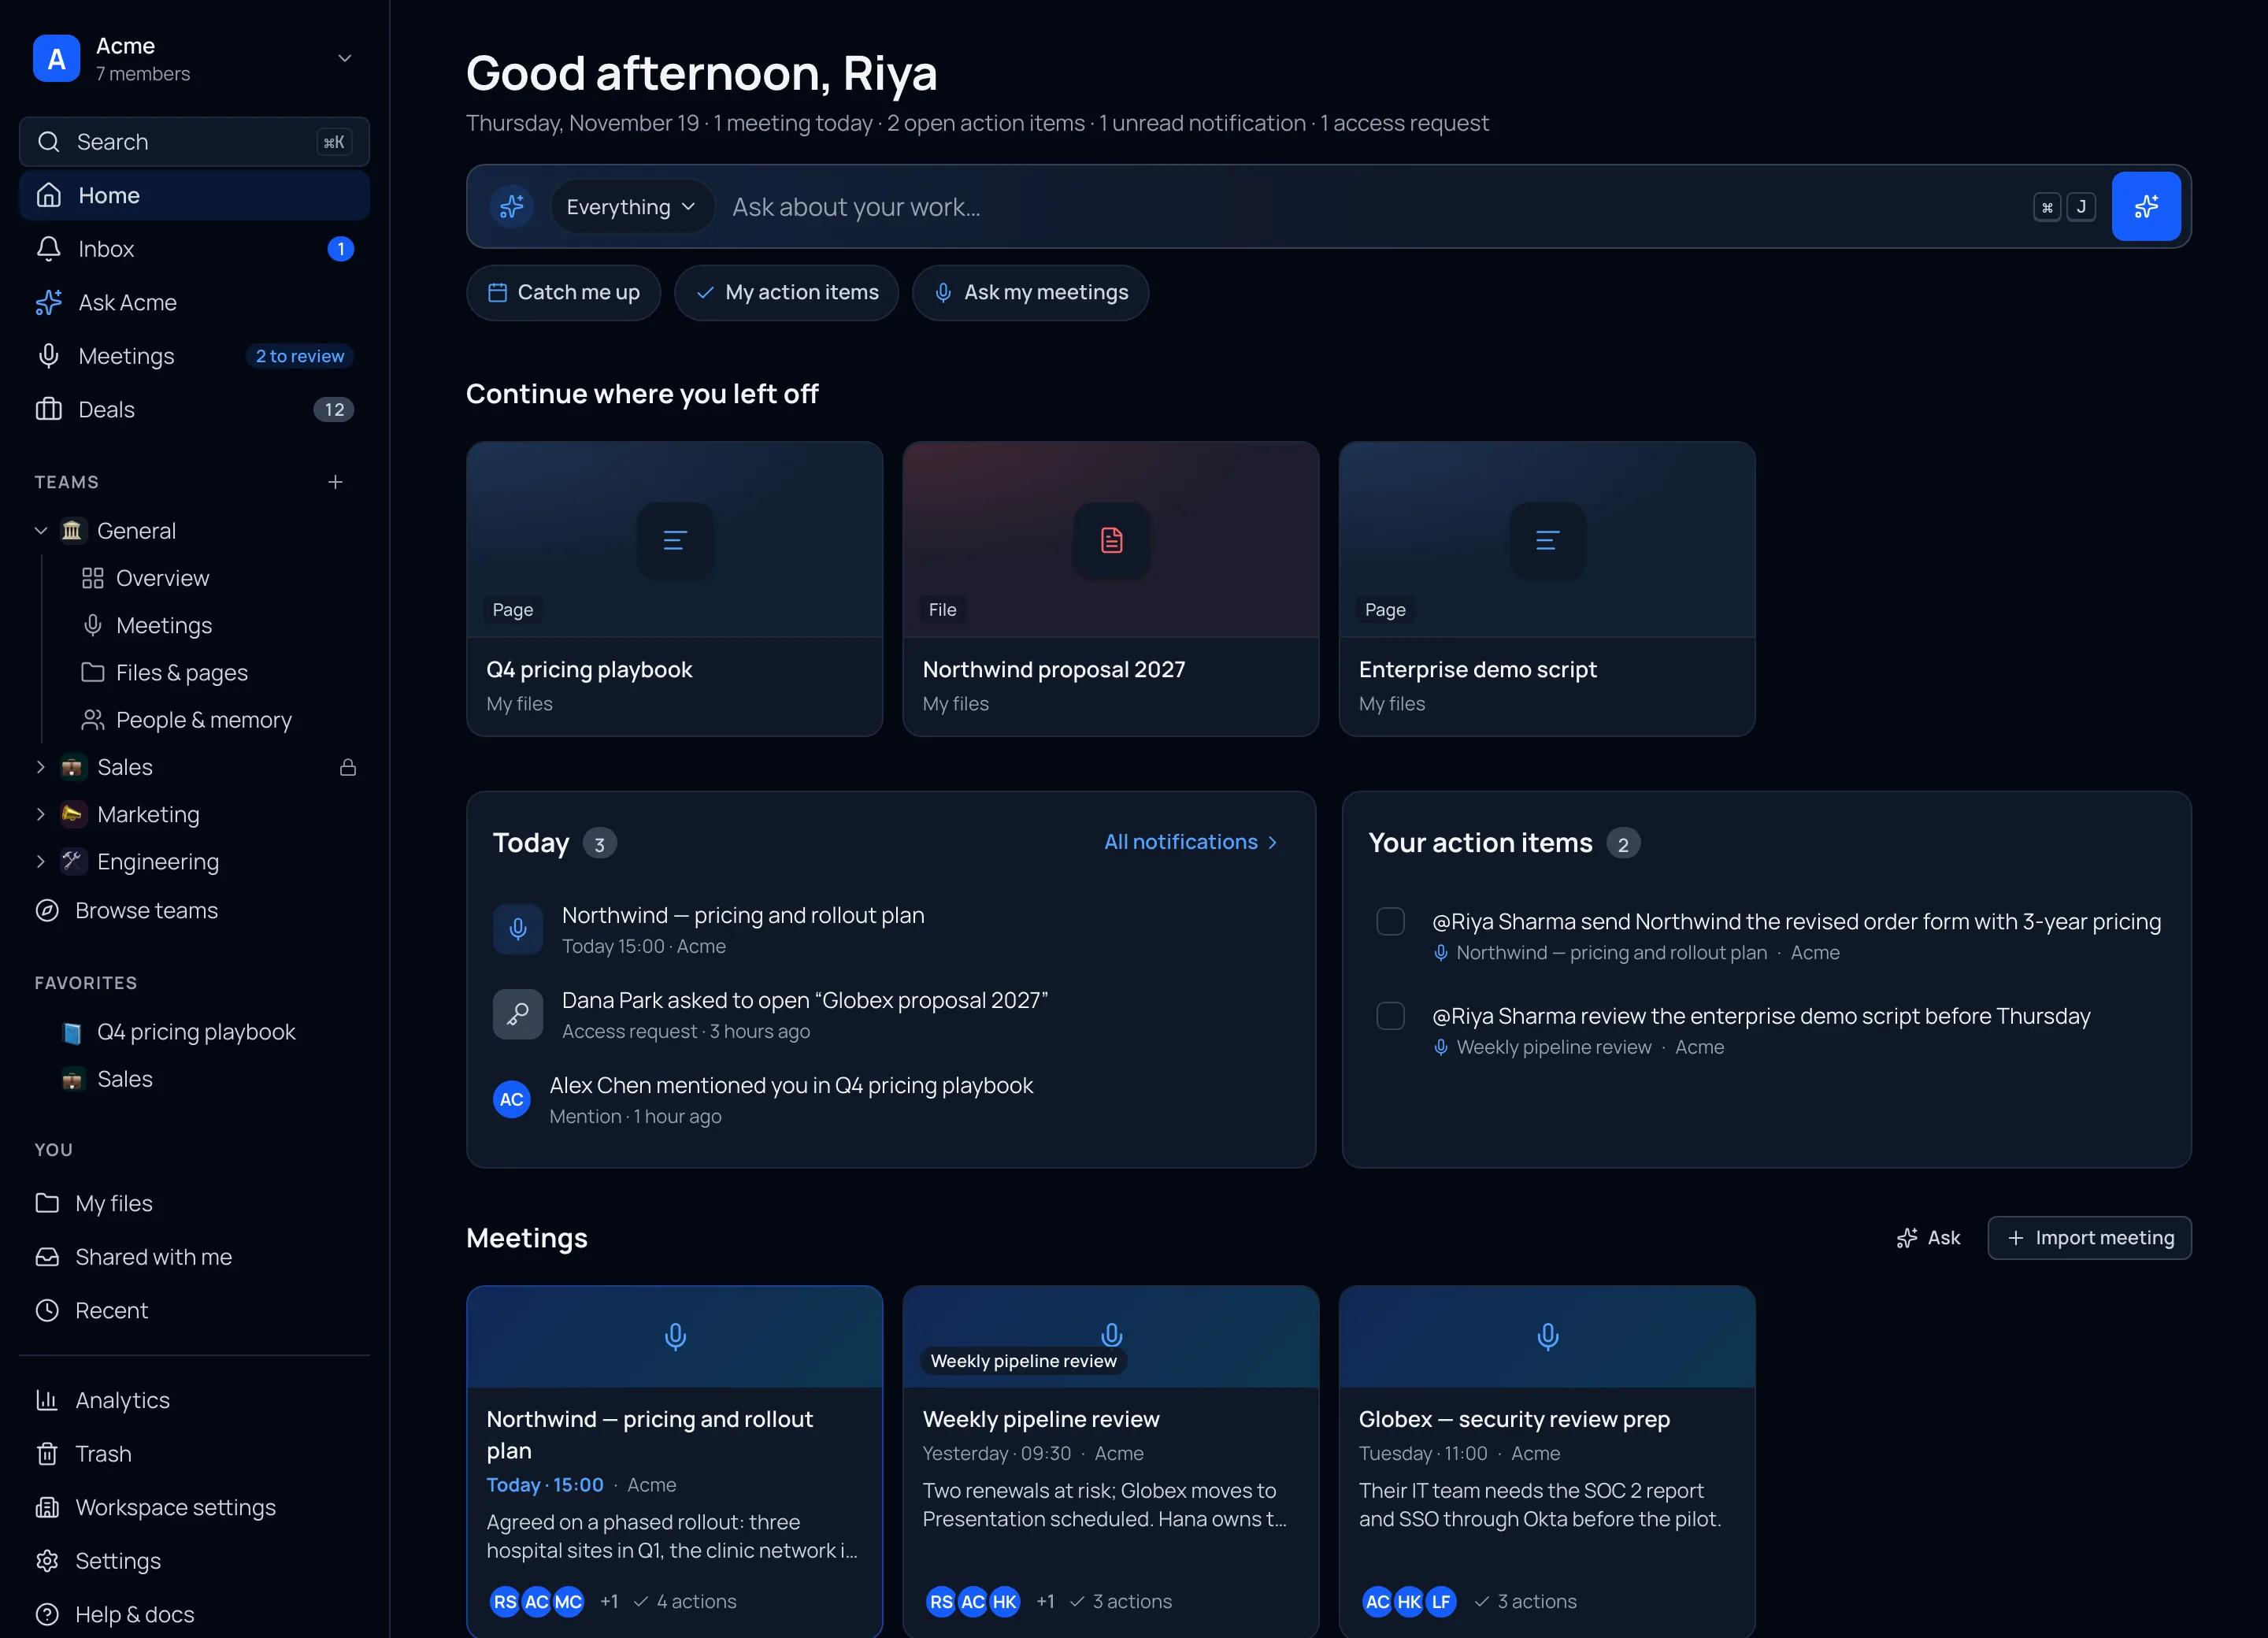 A
Acme
7 members
Search
⌘K
Home
Inbox
1
Ask Acme
Meetings
2 to review
Deals
12
TEAMS
General
Overview
Meetings
Files & pages
People & memory
Sales
Marketing
Engineering
Browse teams
FAVORITES
Q4 pricing playbook
Sales
YOU
My files
Shared with me
Recent
Analytics
Trash
Workspace settings
Settings
Help & docs
Good afternoon, Riya
Thursday, November 19 · 1 meeting today · 2 open action items · 1 unread notification · 1 access request
Everything
Ask about your work...
⌘ J
Catch me up
My action items
Ask my meetings
Continue where you left off
Page
Q4 pricing playbook
My files
File
Northwind proposal 2027
My files
Page
Enterprise demo script
My files
Today 3
All notifications
Northwind — pricing and rollout plan
Today 15:00 · Acme
Dana Park asked to open “Globex proposal 2027”
Access request · 3 hours ago
AC
Alex Chen mentioned you in Q4 pricing playbook
Mention · 1 hour ago
Your action items 2
@Riya Sharma send Northwind the revised order form with 3-year pricing
Northwind — pricing and rollout plan · Acme
@Riya Sharma review the enterprise demo script before Thursday
Weekly pipeline review · Acme
Meetings
Ask
Import meeting
Northwind — pricing and rollout
plan
Today · 15:00 · Acme
Agreed on a phased rollout: three
hospital sites in Q1, the clinic network i...
RS AC MC +1 4 actions
Weekly pipeline review
Weekly pipeline review
Yesterday · 09:30 · Acme
Two renewals at risk; Globex moves to
Presentation scheduled. Hana owns t...
RS AC HK +1 3 actions
Globex — security review prep
Tuesday · 11:00 · Acme
Their IT team needs the SOC 2 report
and SSO through Okta before the pilot.
AC HK LF 3 actions